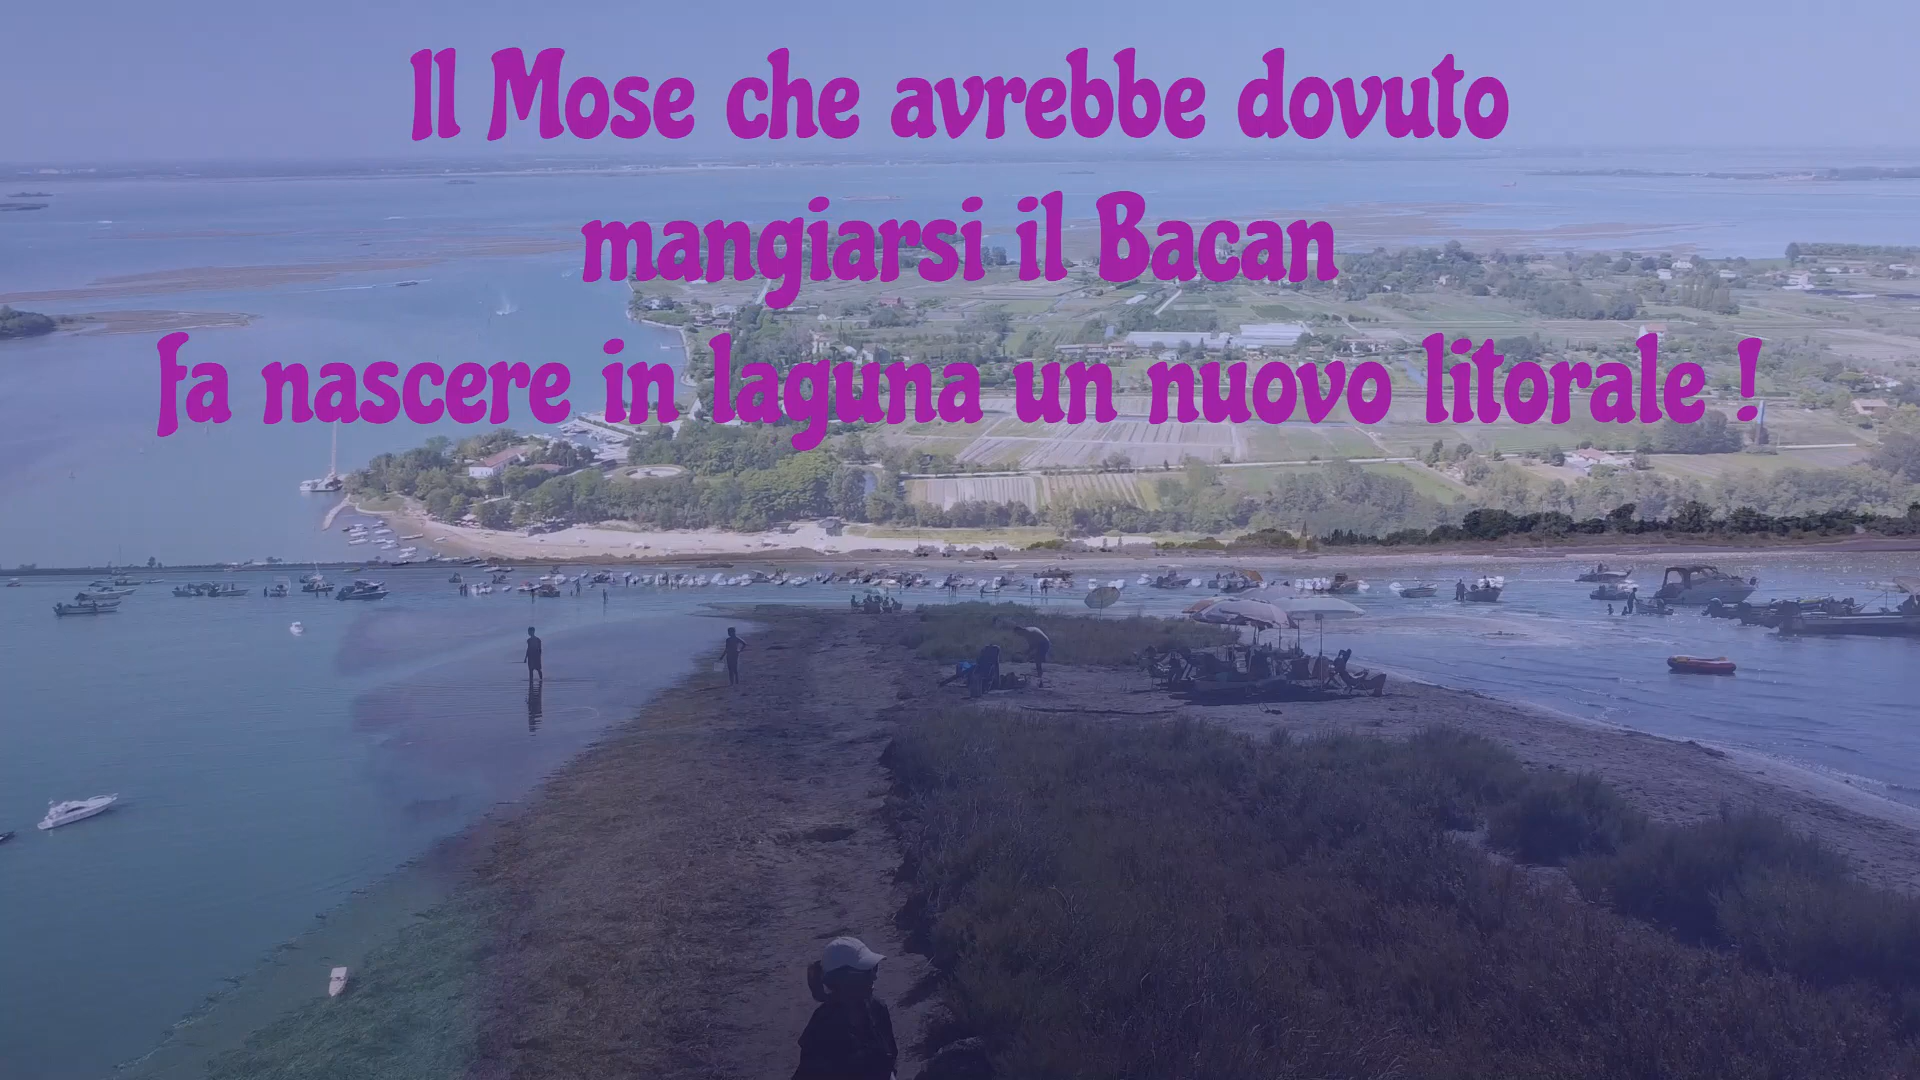 Il Mose che avrebbe dovuto
mangiarsi il Bacan
fa nascere in laguna un nuovo litorale !